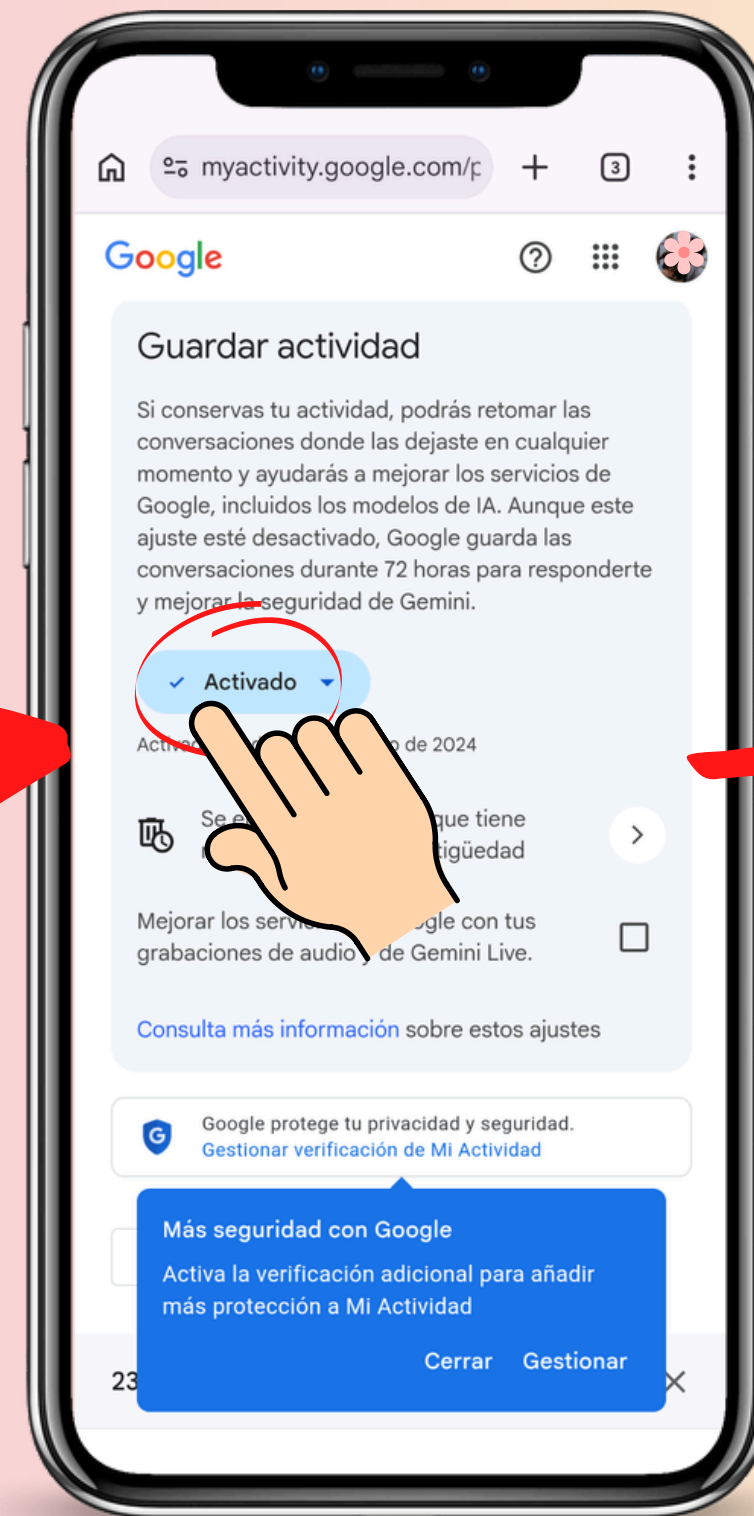 myactivity.google.com/p
3
Google
Guardar actividad
Si conservas tu actividad, podrás retomar las
conversaciones donde las dejaste en cualquier
momento y ayudarás a mejorar los servicios de
Google, incluidos los modelos de IA. Aunque este
ajuste esté desactivado, Google guarda las
conversaciones durante 72 horas para responderte
y mejorar la seguridad de Gemini.
Activado
de 2024
Se que tiene
Mejorar los con tus
grabaciones de audio y de Gemini Live.
Consulta más información sobre estos ajustes
G
Google protege tu privacidad y seguridad.
Gestionar verificación de Mi Actividad
Más seguridad con Google
Activa la verificación adicional para añadir
más protección a Mi Actividad
Cerrar Gestionar
23